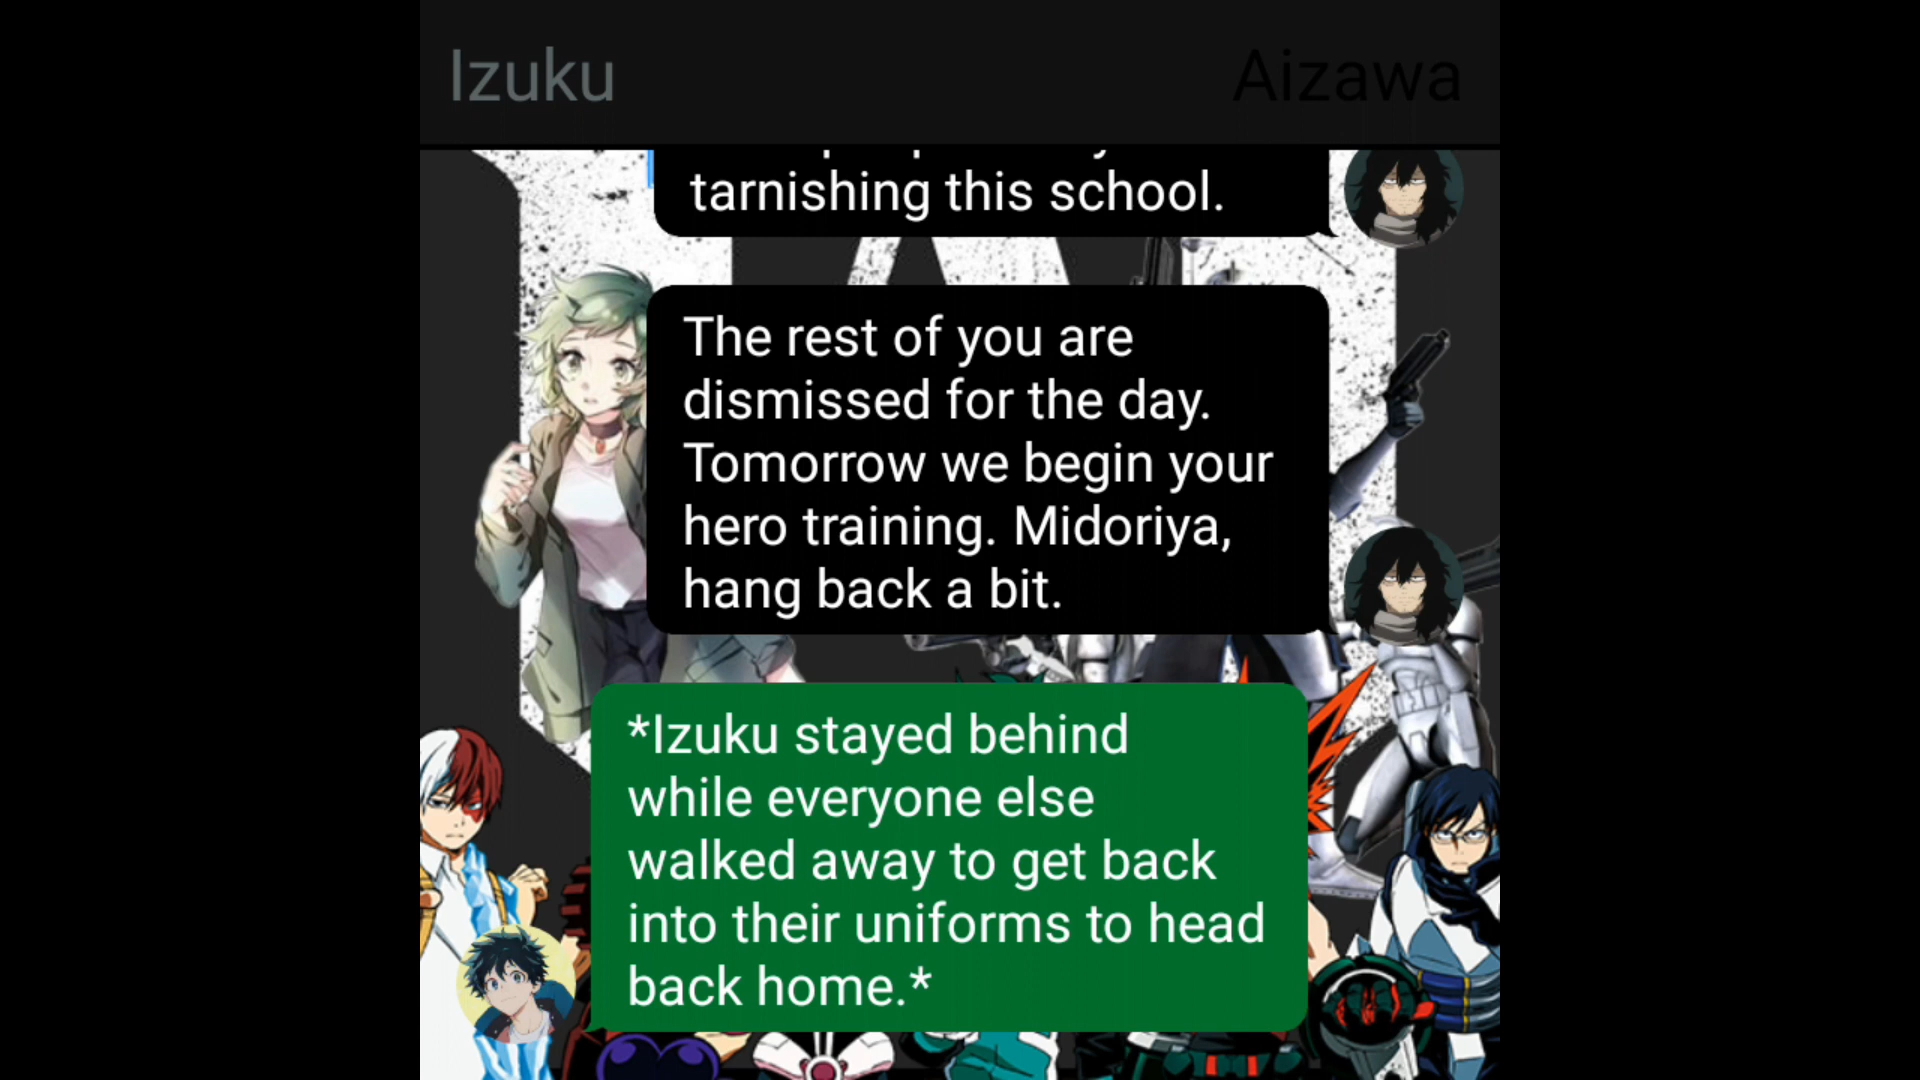 Izuku
Aizawa
tarnishing this school.
The rest of you are
dismissed for the day.
Tomorrow we begin your
hero training. Midoriya,
hang back a bit.
*Izuku stayed behind
while everyone else
walked away to get back
into their uniforms to head
back home.*